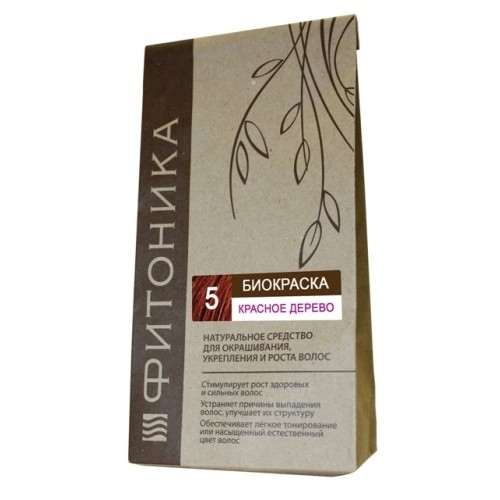 ФИТОНИКА
5
БИОКРАСКА
КРАСНОЕ ДЕРЕВО
НАТУРАЛЬНОЕ СРЕДСТВО
ДЛЯ ОКРАШИВАНИЯ,
УКРЕПЛЕНИЯ И РОСТА ВОЛОС
Стимулирует рост здоровых
и сильных волос
Устраняет причины выпадения
волос, улучшает их структуру
Обеспечивает лёгкое тонирование
или насыщенный естественный
цвет волос